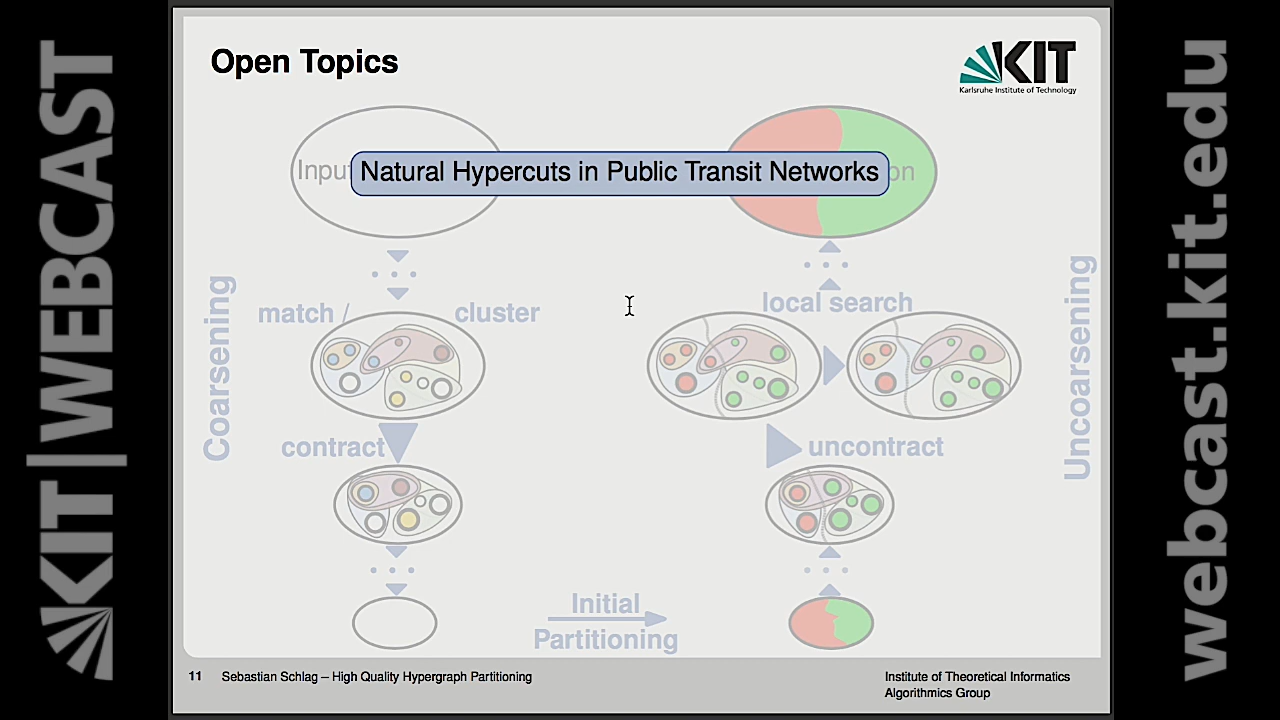 KIT|WEBCAST
Open Topics
KIT
Karlsruhe Institute of Technology
Inpu
Natural Hypercuts in Public Transit Networks
on
Coarsening
match /
cluster
contract
local search
uncontract
Uncoarsening
Initial
Partitioning
11 Sebastian Schlag – High Quality Hypergraph Partitioning
Institute of Theoretical Informatics
Algorithmics Group
webcast.kit.edu